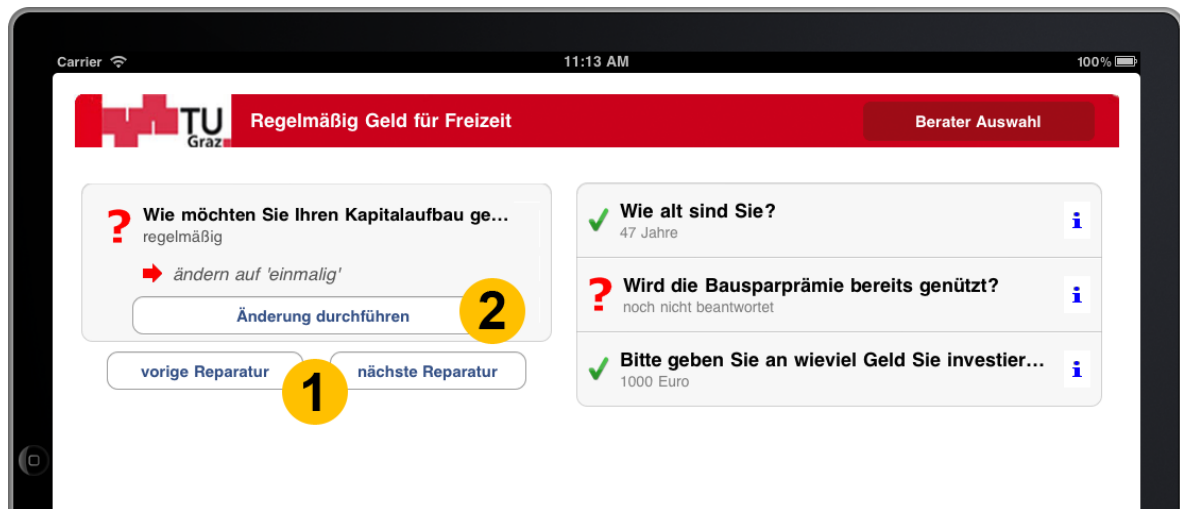 Carrier 11:13 AM 100%
TU
Graz
Regelmäßig Geld für Freizeit
Berater Auswahl
? Wie möchten Sie Ihren Kapitalaufbau ge...
regelmäßig
ändern auf 'einmalig'
Änderung durchführen
2
vorige Reparatur
1
nächste Reparatur
Wie alt sind Sie?
47 Jahre
i
? Wird die Bausparprämie bereits genützt?
noch nicht beantwortet
i
Bitte geben Sie an wieviel Geld Sie investier...
1000 Euro
i